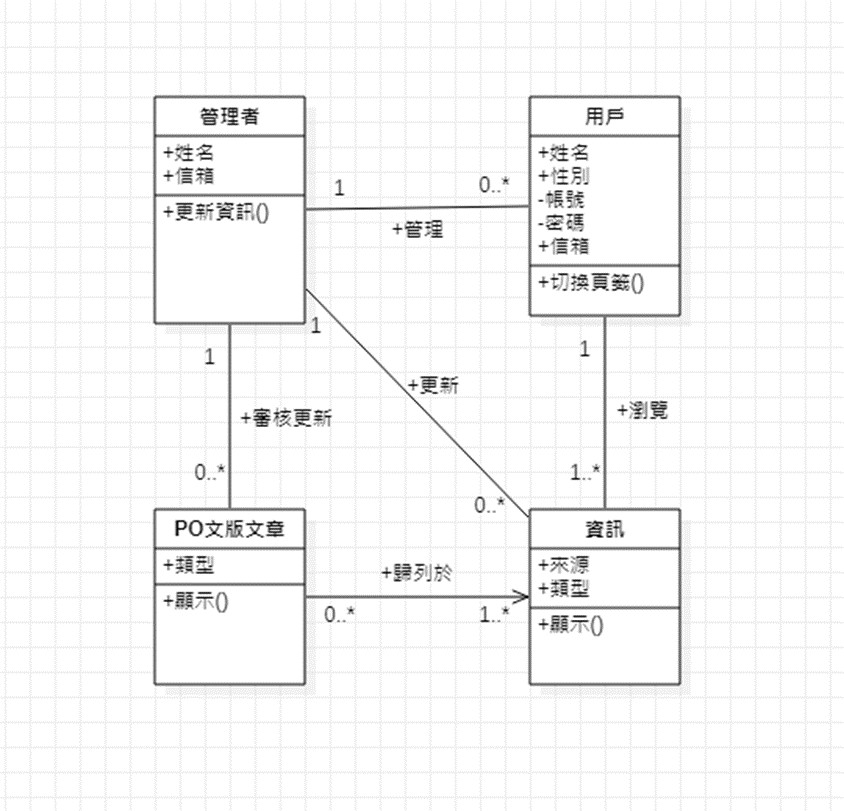 管理者
+姓名
+信箱
+更新資訊()
用戶
+姓名
+性別
-帳號
-密碼
+信箱
+切換頁籤()
1
0..*
+管理
1
+審核更新
0..*
1
+更新
0..*
1
+瀏覽
1..*
PO文版文章
+類型
+顯示()
+歸列於
0..*
1..*
資訊
+來源
+類型
+顯示()